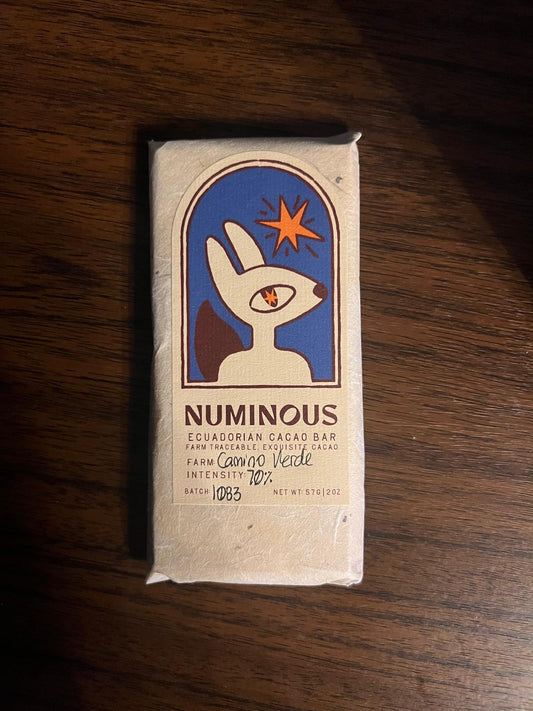 NUMINOUS
ECUADORIAN CACAO BAR
FARM TRACEABLE, EXQUISITE CACAO
FARM: Camino Verde
INTENSITY: 70%
BATCH: 1083 NET WT. 57G | 2OZ